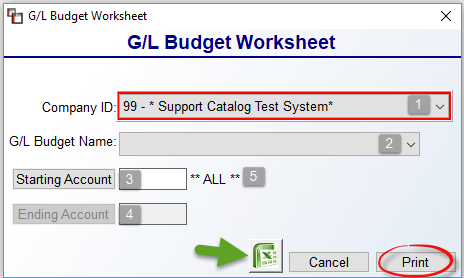 G/L Budget Worksheet
G/L Budget Worksheet
Company ID: 99 - * Support Catalog Test System* 1
G/L Budget Name: 2
Starting Account 3 ** ALL ** 5
Ending Account 4
Cancel Print